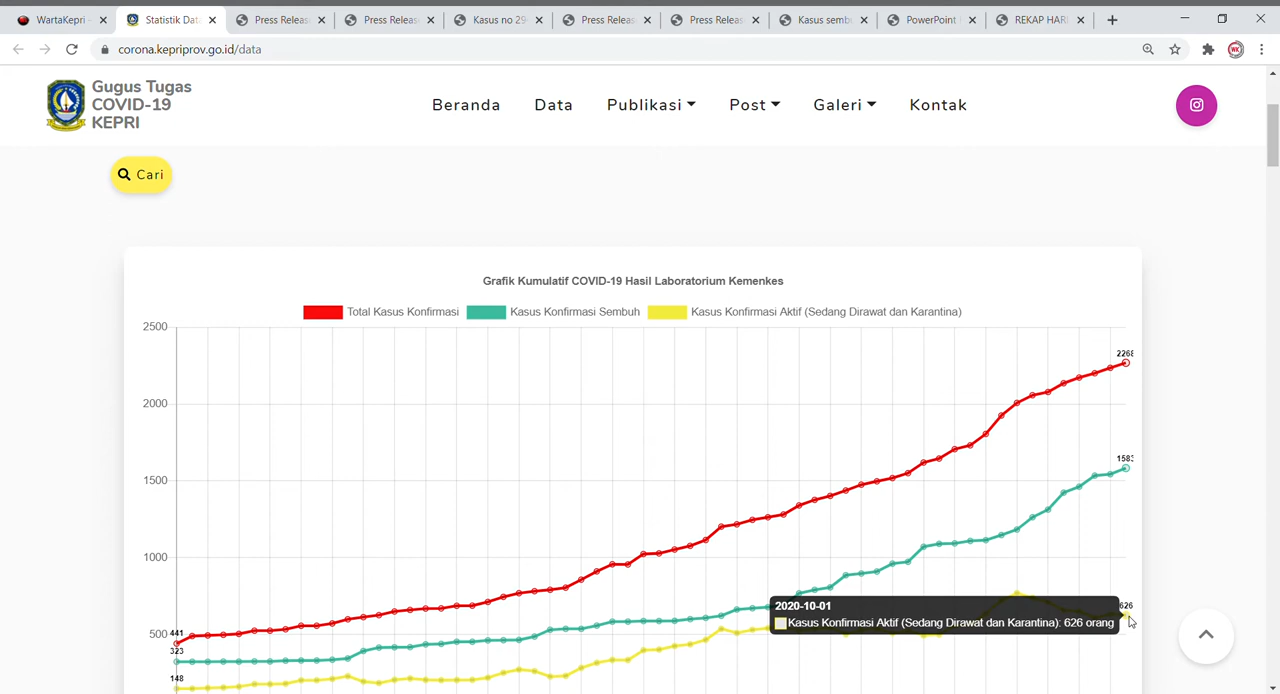 WartaKepri -
Statistik Dat
Press Releas
Press Releas
Kasus no 29
Press Releas
Press Releas
Kasus semb
PowerPoint
REKAP HARI
corona.kepriprov.go.id/data
Gugus Tugas
COVID-19
KEPRI
Beranda
Data
Publikasi
Post
Galeri
Kontak
Cari
Grafik Kumulatif COVID-19 Hasil Laboratorium Kemenkes
Total Kasus Konfirmasi
Kasus Konfirmasi Sembuh
Kasus Konfirmasi Aktif (Sedang Dirawat dan Karantina)
2500
2268
2000
1583
1500
1000
2020-10-01
626
Kasus Konfirmasi Aktif (Sedang Dirawat dan Karantina): 626 orang
500
441
323
148